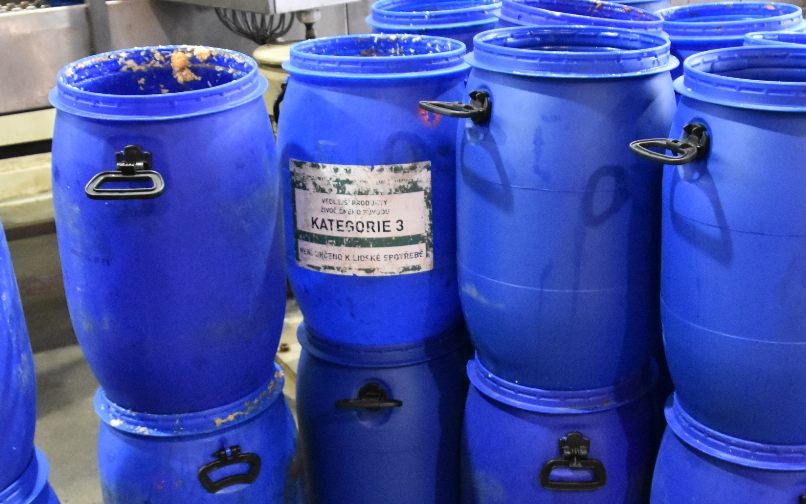 VEDLEJŠÍ PRODUKTY
ŽIVOČIŠNÉHO PŮVODU
KATEGORIE 3
NENÍ URČENO K LIDSKÉ SPOTŘEBĚ